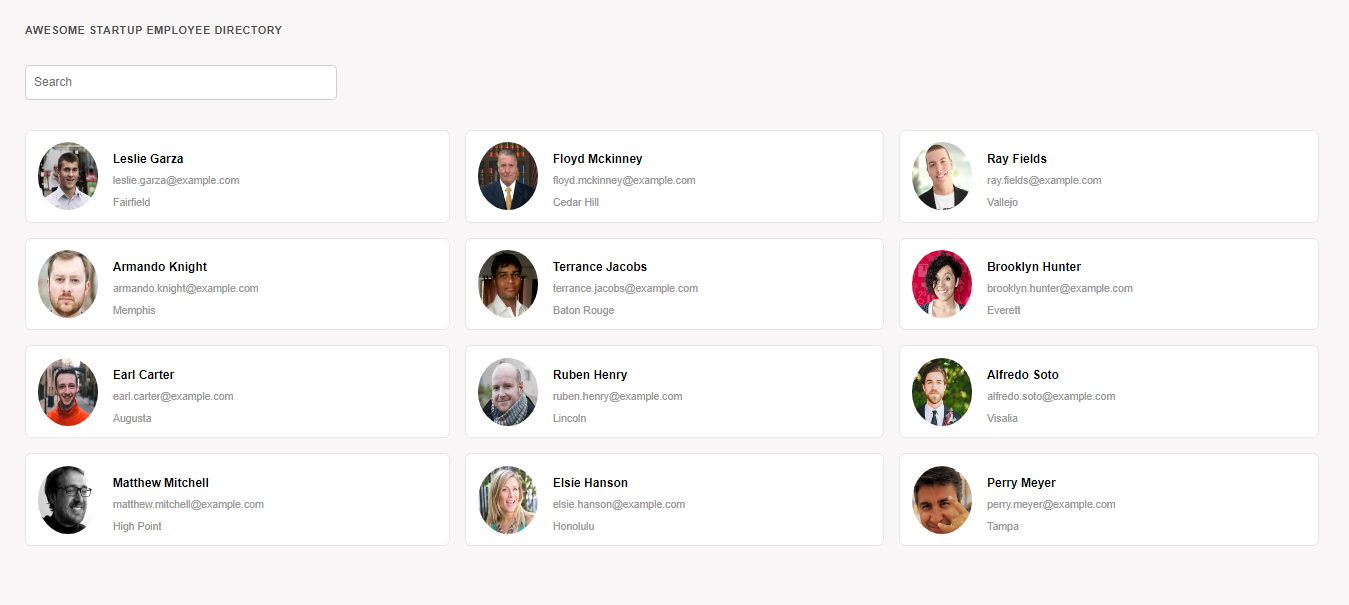 AWESOME STARTUP EMPLOYEE DIRECTORY
Search
Leslie Garza
leslie.garza@example.com
Fairfield
Floyd Mckinney
floyd.mckinney@example.com
Cedar Hill
Ray Fields
ray.fields@example.com
Vallejo
Armando Knight
armando.knight@example.com
Memphis
Terrance Jacobs
terrance.jacobs@example.com
Baton Rouge
Brooklyn Hunter
brooklyn.hunter@example.com
Everett
Earl Carter
earl.carter@example.com
Augusta
Ruben Henry
ruben.henry@example.com
Lincoln
Alfredo Soto
alfredo.soto@example.com
Visalia
Matthew Mitchell
matthew.mitchell@example.com
High Point
Elsie Hanson
elsie.hanson@example.com
Honolulu
Perry Meyer
perry.meyer@example.com
Tampa